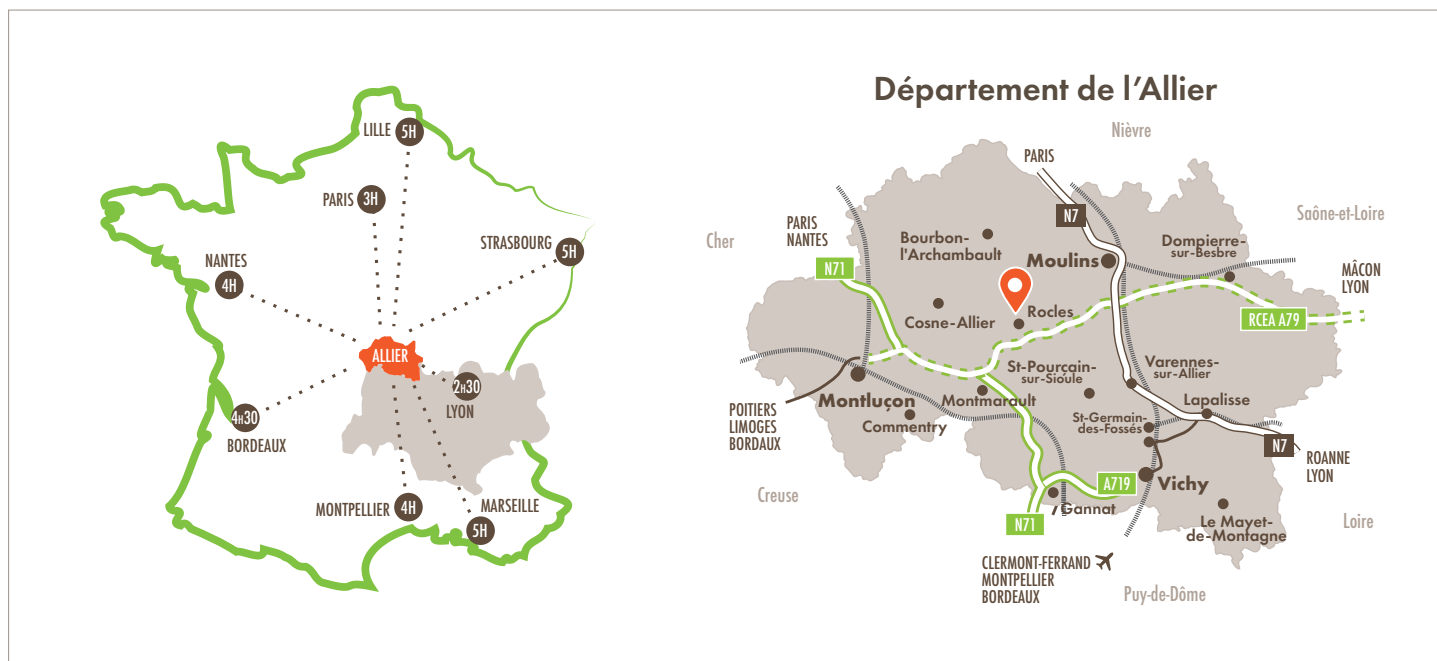 LILLE
5H
PARIS
3H
STRASBOURG
5H
NANTES
4H
ALLIER
2H30
LYON
4H30
BORDEAUX
MONTPELLIER
4H
MARSEILLE
5H
Département de l'Allier
Nièvre
PARIS
N7
Saône-et-Loire
Cher
PARIS
NANTES
N71
Bourbon-
l'Archambault
Moulins
Dompierre-
sur-Besbre
MÂCON
LYON
RCEA A79
Cosne-Allier
Rocles
St-Pourcain-
sur-Sioule
Varennes-
sur-Allier
Montluçon
Montmarault
Lapalisse
POITIERS
LIMOGES
BORDAUX
Commentry
St-Germain-
des-Fossés
N7
ROANNE
LYON
Creuse
A719
Vichy
Gannat
N71
Le Mayet-
de-Montagne
Loire
CLERMONT-FERRAND
MONTPELLIER
BORDEAUX
Puy-de-Dôme